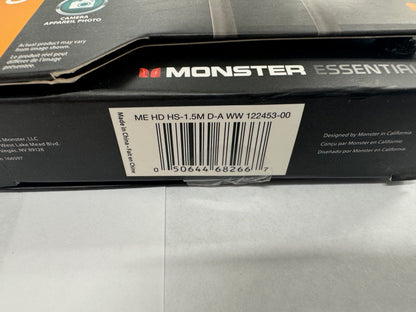 CAMERA
APPAREIL PHOTO
Actual product may vary
from image shown.
Le produit réel peut
différer de l'image
présentée.
MONSTER ESSENTIA
ME HD HS-1.5M D-A WW 122453-00
Made in China • Fait en Chine
0 50644 68266 7
Monster, LLC
West Lake Mead Blvd.
Vegas, NV 89128
Designed by Monster in California
Conçu par Monster en Californie
Diseñado por Monster en California